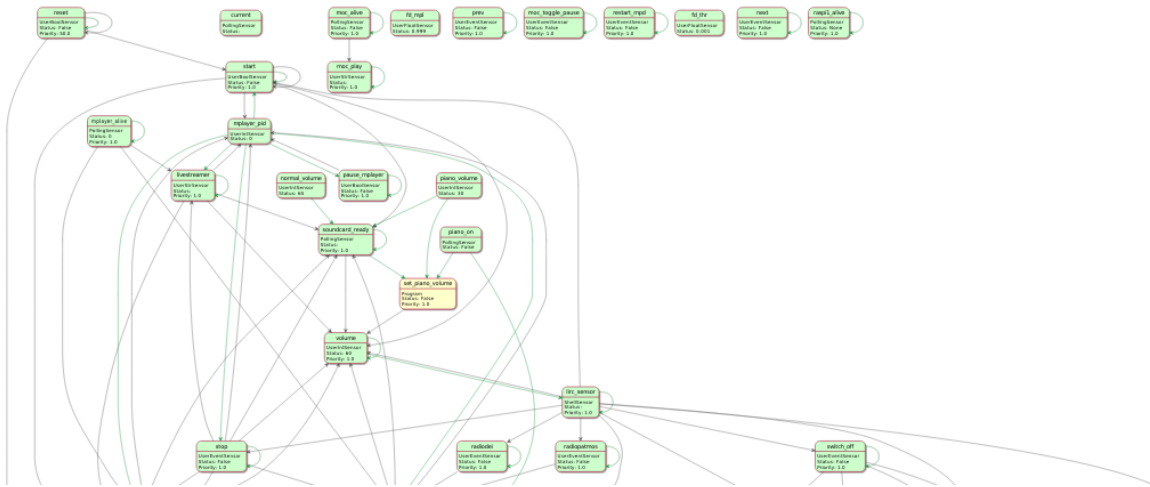 reset
UserBoolSensor
Status: False
Priority: 50.0
current
PollingSensor
Status:
moc_alive
PollingSensor
Status: False
Priority: 1.0
fd_mpl
UserFloatSensor
Status: 0.999
prev
UserEventSensor
Status: False
Priority: 1.0
moc_toggle_pause
UserEventSensor
Status: False
Priority: 1.0
restart_mpd
UserEventSensor
Status: False
Priority: 1.0
fd_thr
UserFloatSensor
Status: 0.001
next
UserEventSensor
Status: False
Priority: 1.0
raspi1_alive
PollingSensor
Status: None
Priority: 1.0
start
UserBoolSensor
Status: False
Priority: 1.0
moc_play
UserStrSensor
Status:
Priority: 1.0
mplayer_alive
PollingSensor
Status: 0
Priority: 1.0
mplayer_pid
UserIntSensor
Status: 0
livestreamer
UserStrSensor
Status:
Priority: 1.0
normal_volume
UserIntSensor
Status: 65
pause_mplayer
UserBoolSensor
Status: False
Priority: 1.0
piano_volume
UserIntSensor
Status: 30
soundcard_ready
PollingSensor
Status:
Priority: 1.0
piano_on
PollingSensor
Status: False
set_piano_volume
Program
Status: False
Priority: 1.0
volume
UserIntSensor
Status: 60
Priority: 1.0
lirc_sensor
ShellSensor
Status:
Priority: 1.0
stop
UserEventSensor
Status: False
Priority: 1.0
radiodei
UserEventSensor
Status: False
Priority: 1.0
radiopatmos
UserEventSensor
Status: False
Priority: 1.0
switch_off
UserEventSensor
Status: False
Priority: 1.0